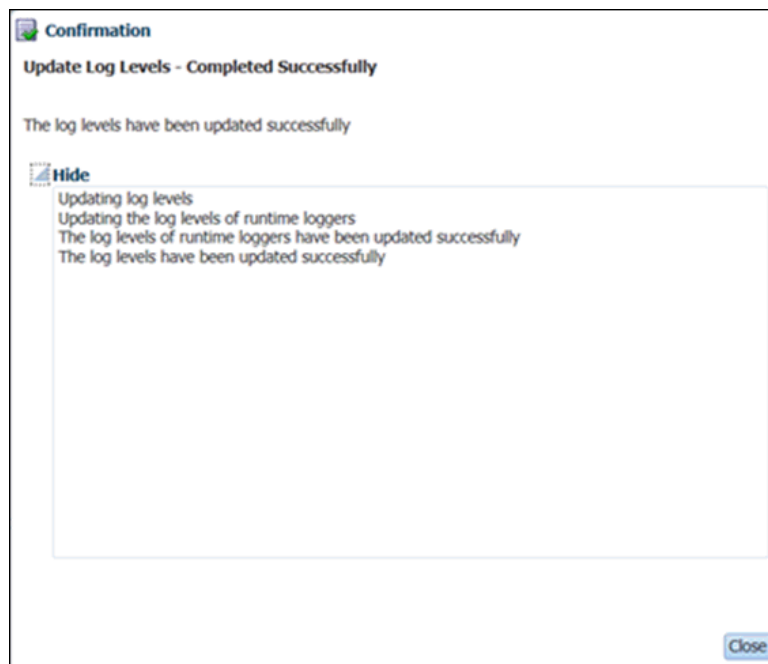 Confirmation
Update Log Levels - Completed Successfully
The log levels have been updated successfully
Hide
Updating log levels
Updating the log levels of runtime loggers
The log levels of runtime loggers have been updated successfully
The log levels have been updated successfully
Close